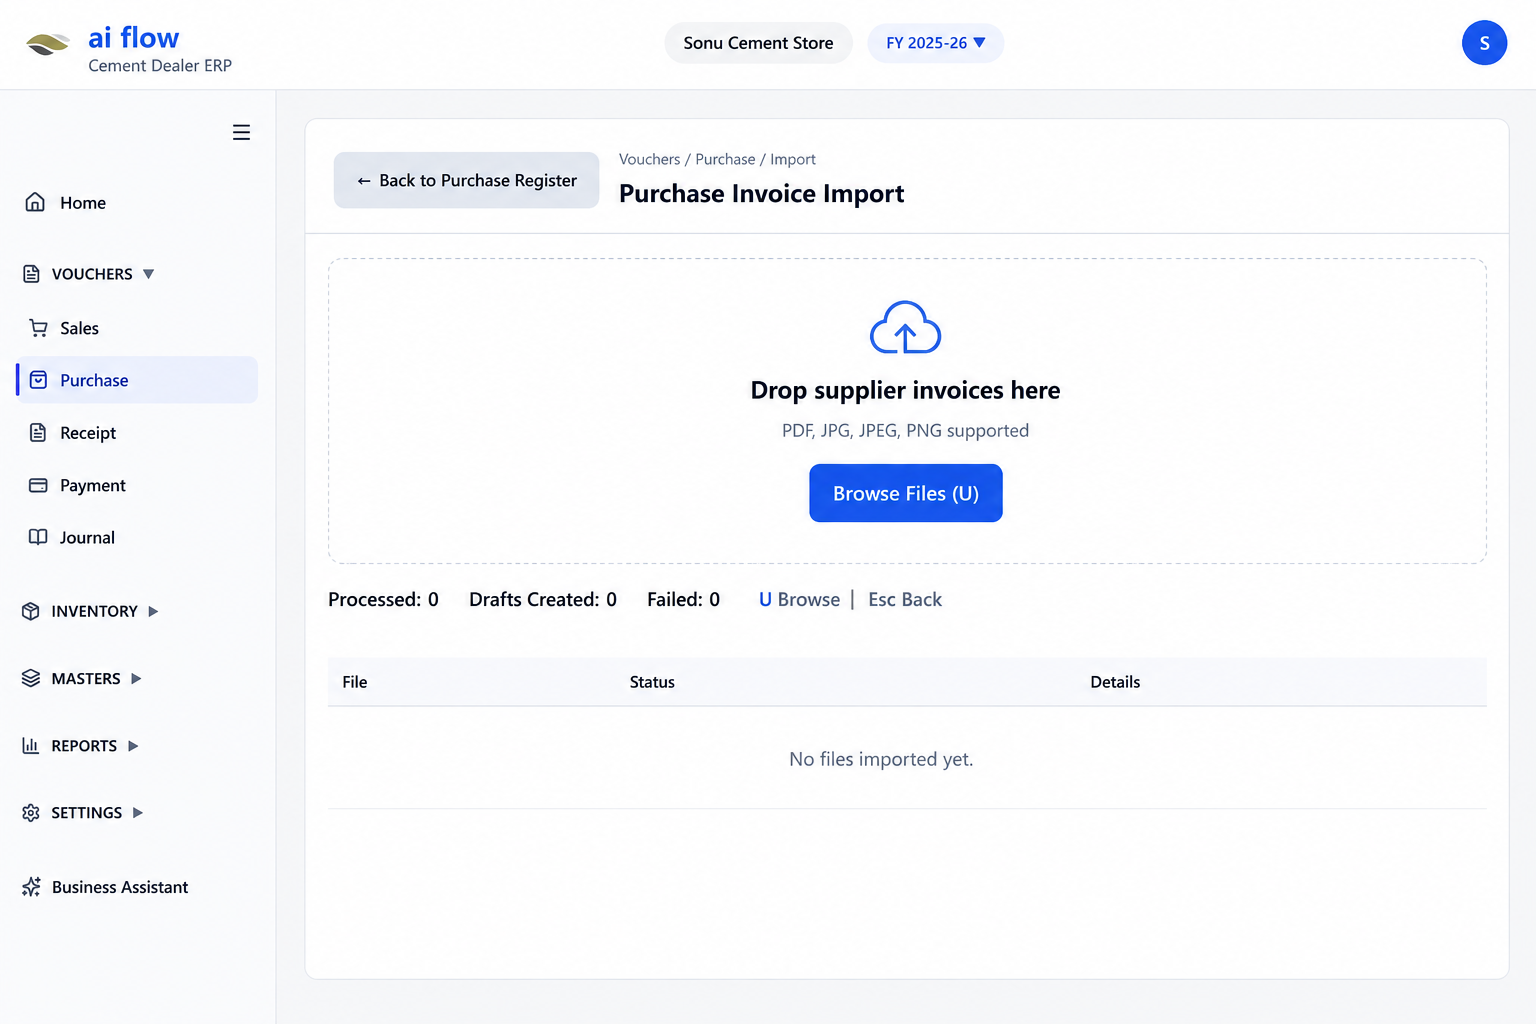 ai flow
Cement Dealer ERP
Sonu Cement Store
FY 2025-26 ▼
S
Home
VOUCHERS ▼
Sales
Purchase
Receipt
Payment
Journal
INVENTORY ▶
MASTERS ▶
REPORTS ▶
SETTINGS ▶
Business Assistant
← Back to Purchase Register
Vouchers / Purchase / Import
Purchase Invoice Import
Drop supplier invoices here
PDF, JPG, JPEG, PNG supported
Browse Files (U)
Processed: 0 Drafts Created: 0 Failed: 0 U Browse | Esc Back
File Status Details
No files imported yet.